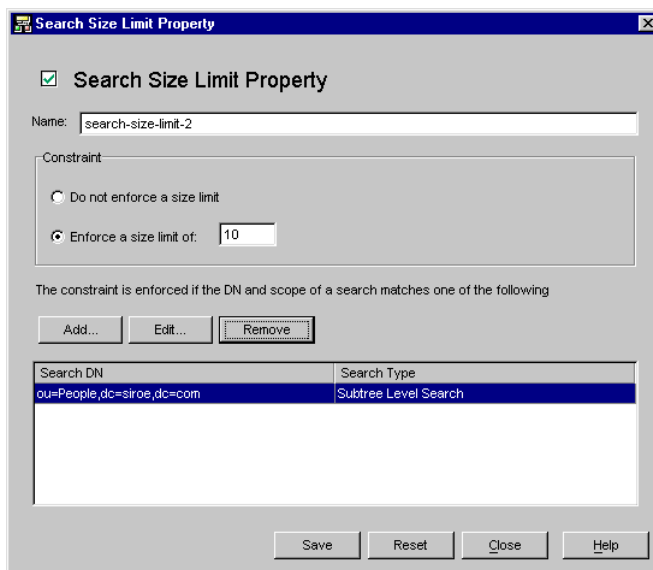 Search Size Limit Property
Search Size Limit Property
Name: search-size-limit-2
Constraint
Do not enforce a size limit
Enforce a size limit of: 10
The constraint is enforced if the DN and scope of a search matches one of the following
Add... Edit... Remove
Search DN Search Type
ou=People,dc=siroe,dc=com Subtree Level Search
Save Reset Close Help